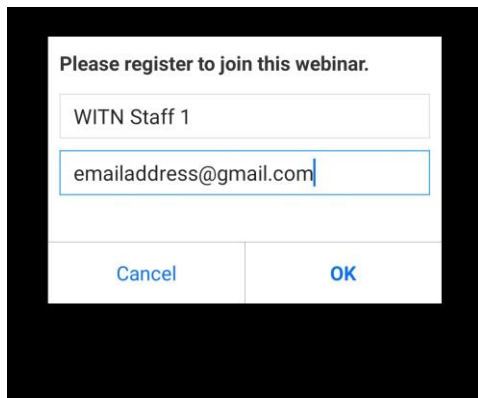 Please register to join this webinar.
WITN Staff 1
emailaddress@gmail.com
Cancel OK